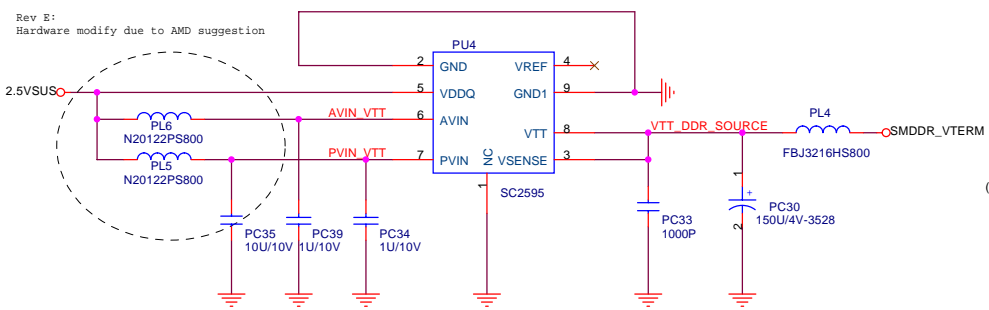 Rev E:
Hardware modify due to AMD suggestion
PU4
2 GND VREF 4
2.5VSUS
5 VDDQ GND1 9
AVIN_VTT 6 AVIN
PL6
N20122PS800
VTT 8 VTT_DDR_SOURCE
PL4
SMDDR_VTERM
FBJ3216HS800
PVIN_VTT 7 PVIN
NC VSENSE 3
PL5
N20122PS800
1
SC2595
1
+
(
PC35
10U/10V
PC39
1U/10V
PC34
1U/10V
PC33
1000P
PC30
150U/4V-3528
2